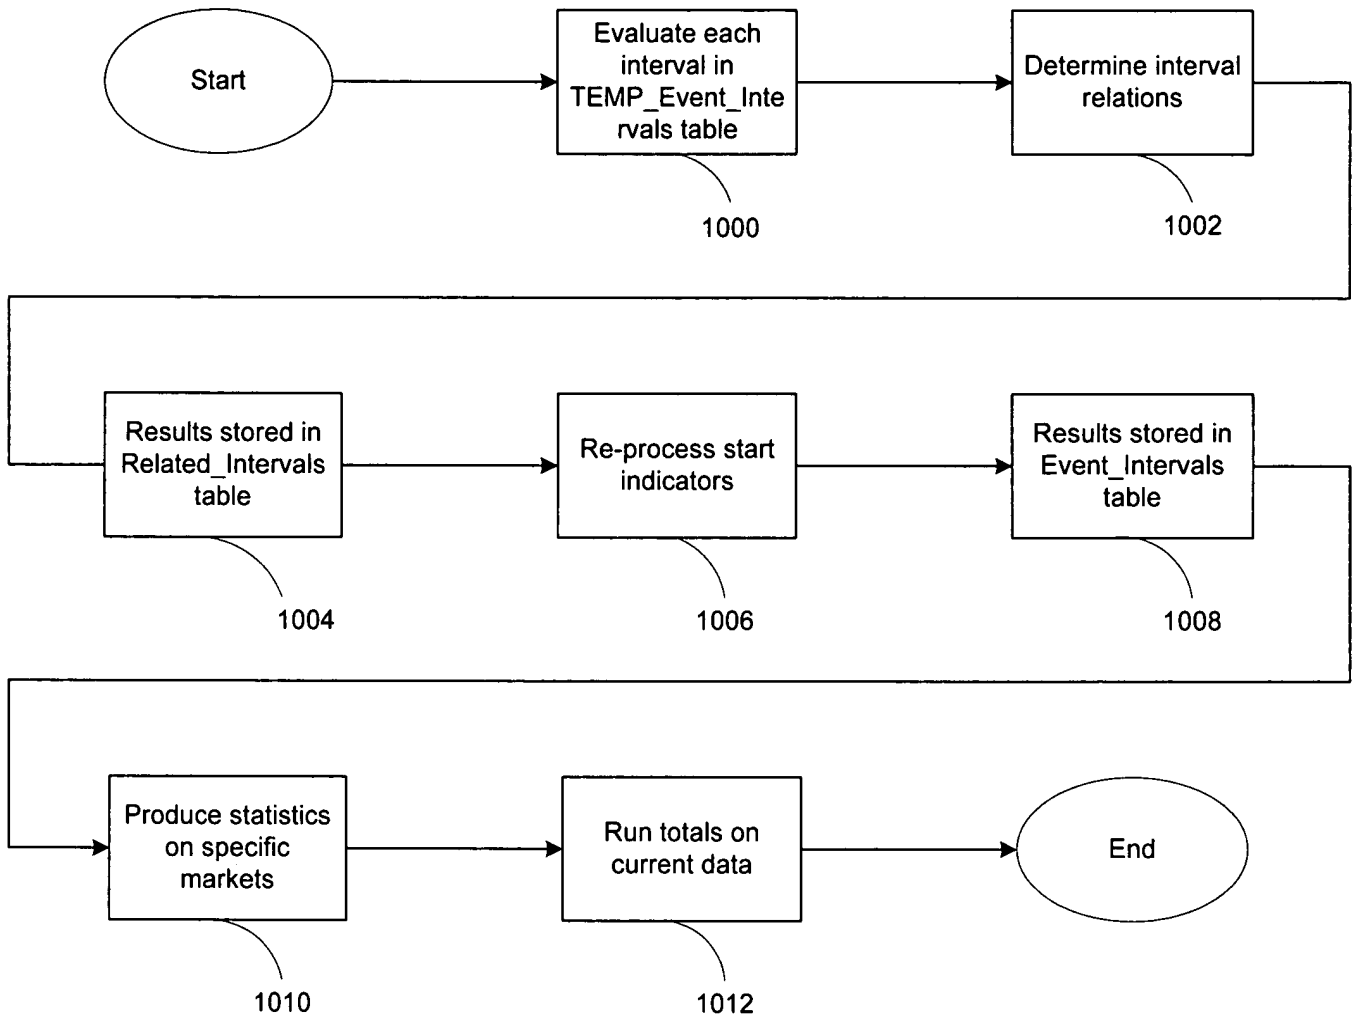 Start
Evaluate each
interval in
TEMP_Event_Inte
rvals table
Determine interval
relations
1000
1002
Results stored in
Related_Intervals
table
Re-process start
indicators
Results stored in
Event_Intervals
table
1004
1006
1008
Produce statistics
on specific
markets
Run totals on
current data
End
1010
1012